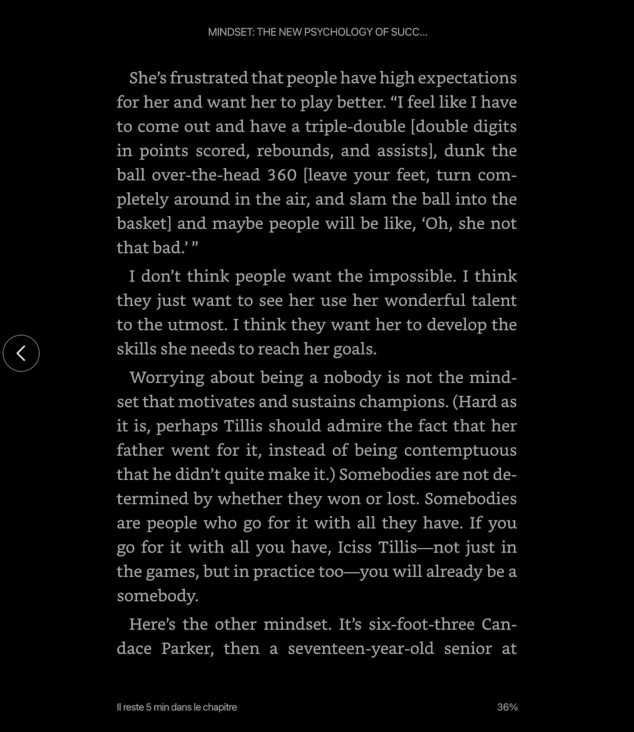 MINDSET: THE NEW PSYCHOLOGY OF SUCC...
She’s frustrated that people have high expectations
for her and want her to play better. “I feel like I have
to come out and have a triple-double [double digits
in points scored, rebounds, and assists], dunk the
ball over-the-head 360 [leave your feet, turn com-
pletely around in the air, and slam the ball into the
basket] and maybe people will be like, ‘Oh, she not
that bad.’ ”
I don’t think people want the impossible. I think
they just want to see her use her wonderful talent
to the utmost. I think they want her to develop the
skills she needs to reach her goals.
Worrying about being a nobody is not the mind-
set that motivates and sustains champions. (Hard as
it is, perhaps Tillis should admire the fact that her
father went for it, instead of being contemptuous
that he didn’t quite make it.) Somebodies are not de-
termined by whether they won or lost. Somebodies
are people who go for it with all they have. If you
go for it with all you have, Iciss Tillis—not just in
the games, but in practice too—you will already be a
somebody.
Here’s the other mindset. It’s six-foot-three Can-
dace Parker, then a seventeen-year-old senior at
Il reste 5 min dans le chapitre
36%